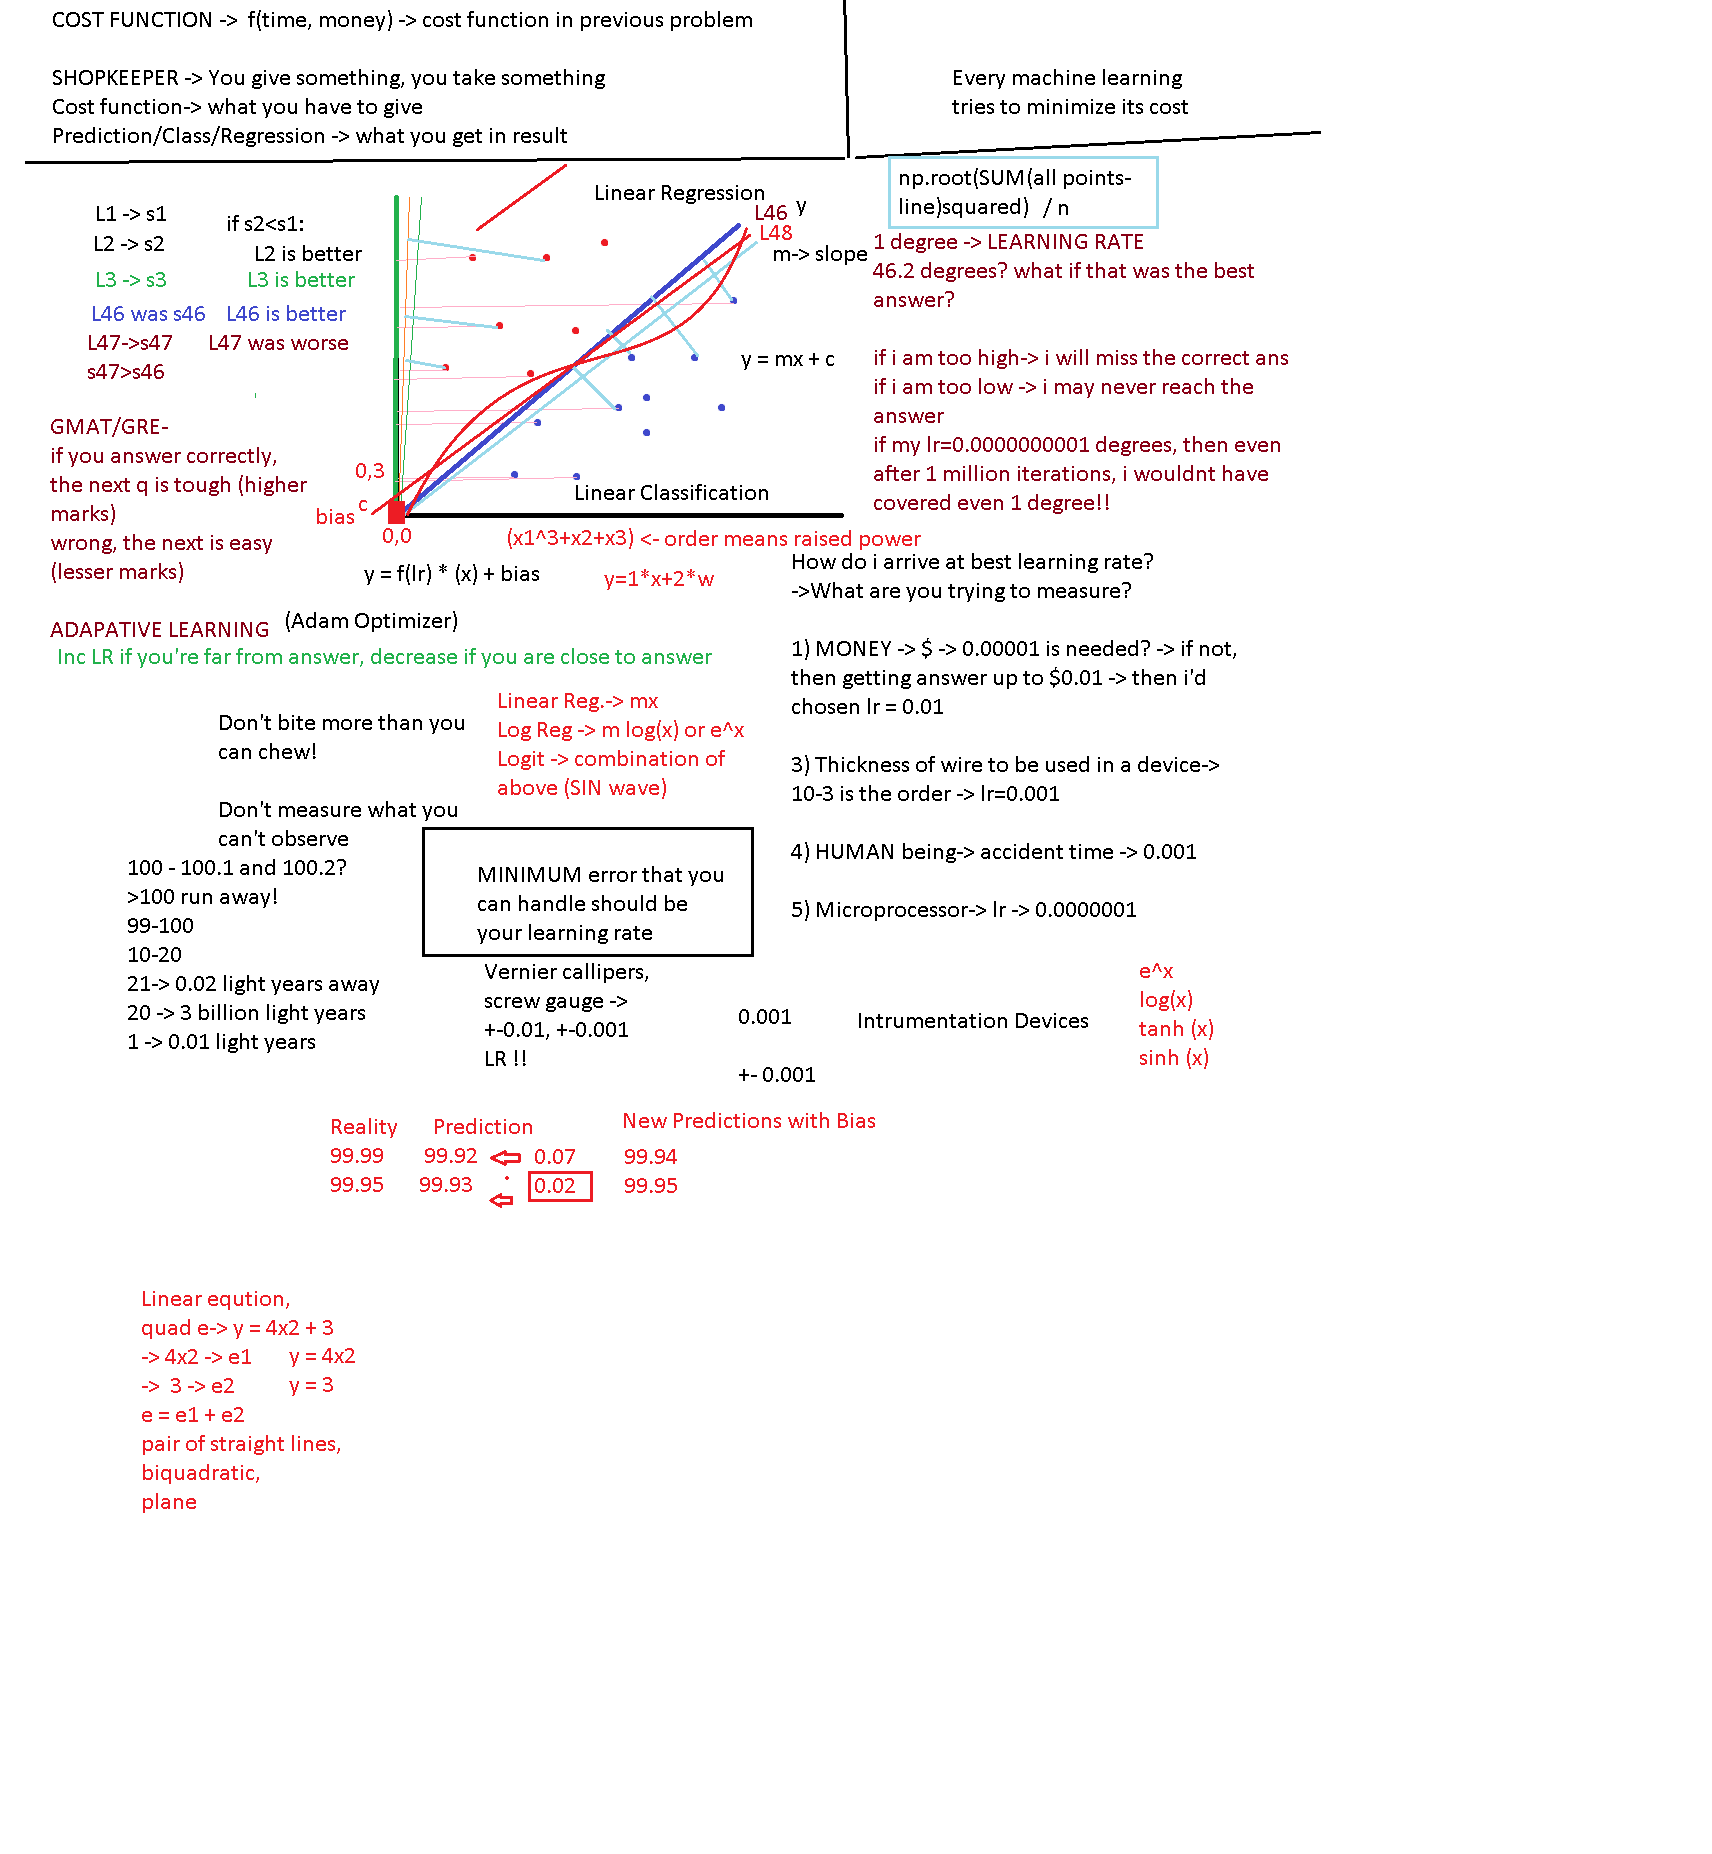 COST FUNCTION -> f(time, money) -> cost function in previous problem
SHOPKEEPER -> You give something, you take something
Cost function-> what you have to give
Prediction/Class/Regression -> what you get in result
Every machine learning
tries to minimize its cost
np.root(SUM(all points-
line)squared) / n
L1 -> s1
L2 -> s2
L3 -> s3
L46 was s46
L47->s47
s47>s46
if s2<s1:
L2 is better
L3 is better
L46 is better
L47 was worse
Linear Regression
L46
y
L48
m-> slope
y = mx + c
Linear Classification
0,3
c
bias
0,0
(x1^3+x2+x3) <- order means raised power
y = f(lr) * (x) + bias
y=1*x+2*w
1 degree -> LEARNING RATE
46.2 degrees? what if that was the best
answer?
if i am too high-> i will miss the correct ans
if i am too low -> i may never reach the
answer
if my lr=0.0000000001 degrees, then even
after 1 million iterations, i wouldnt have
covered even 1 degree!!
GMAT/GRE-
if you answer correctly,
the next q is tough (higher
marks)
wrong, the next is easy
(lesser marks)
ADAPATIVE LEARNING
(Adam Optimizer)
Inc LR if you're far from answer, decrease if you are close to answer
How do i arrive at best learning rate?
->What are you trying to measure?
1) MONEY -> $ -> 0.00001 is needed? -> if not,
then getting answer up to $0.01 -> then i'd
chosen lr = 0.01
3) Thickness of wire to be used in a device->
10-3 is the order -> lr=0.001
4) HUMAN being-> accident time -> 0.001
5) Microprocessor-> lr -> 0.0000001
Don't bite more than you
can chew!
Don't measure what you
can't observe
Linear Reg.-> mx
Log Reg -> m log(x) or e^x
Logit -> combination of
above (SIN wave)
100 - 100.1 and 100.2?
>100 run away!
99-100
10-20
21-> 0.02 light years away
20 -> 3 billion light years
1 -> 0.01 light years
MINIMUM error that you
can handle should be
your learning rate
Vernier callipers,
screw gauge ->
+-0.01, +-0.001
LR !!
0.001
+- 0.001
Intrumentation Devices
e^x
log(x)
tanh (x)
sinh (x)
Reality Prediction New Predictions with Bias
99.99 99.92 0.07 99.94
99.95 99.93 0.02 99.95
Linear eqution,
quad e-> y = 4x2 + 3
-> 4x2 -> e1 y = 4x2
-> 3 -> e2 y = 3
e = e1 + e2
pair of straight lines,
biquadratic,
plane